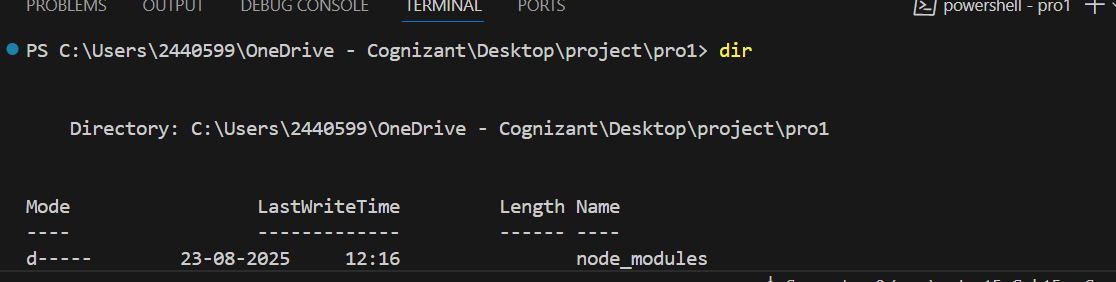 PROBLEMS OUTPUT DEBUG CONSOLE TERMINAL PORTS powershell - pro1
PS C:\Users\2440599\OneDrive - Cognizant\Desktop\project\pro1> dir
Directory: C:\Users\2440599\OneDrive - Cognizant\Desktop\project\pro1
Mode LastWriteTime Length Name
---- ------------- ------ ----
d----- 23-08-2025 12:16 node_modules